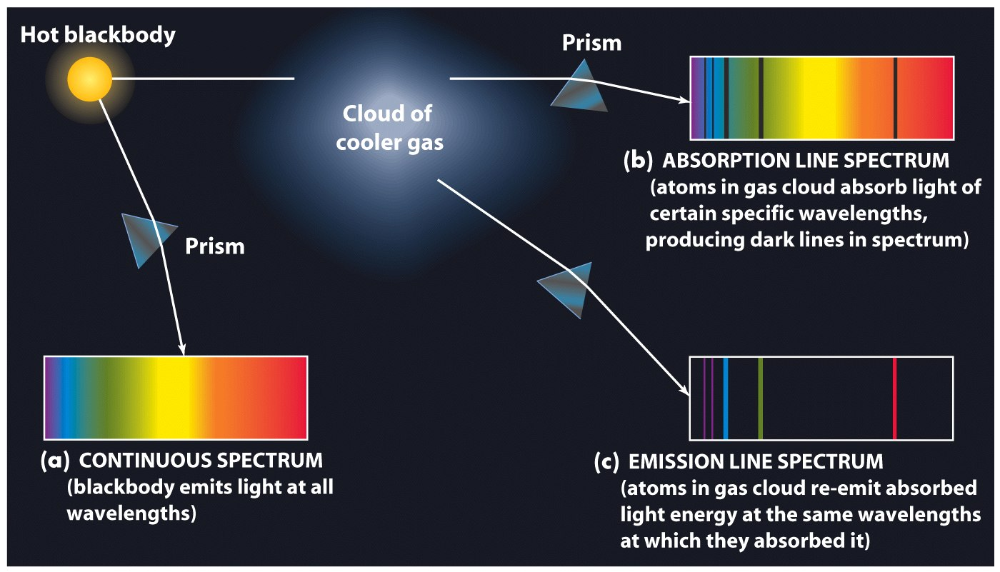 Hot blackbody
Prism
Cloud of
cooler gas
(b) ABSORPTION LINE SPECTRUM
(atoms in gas cloud absorb light of
certain specific wavelengths,
producing dark lines in spectrum)
Prism
(a) CONTINUOUS SPECTRUM
(blackbody emits light at all
wavelengths)
(c) EMISSION LINE SPECTRUM
(atoms in gas cloud re-emit absorbed
light energy at the same wavelengths
at which they absorbed it)